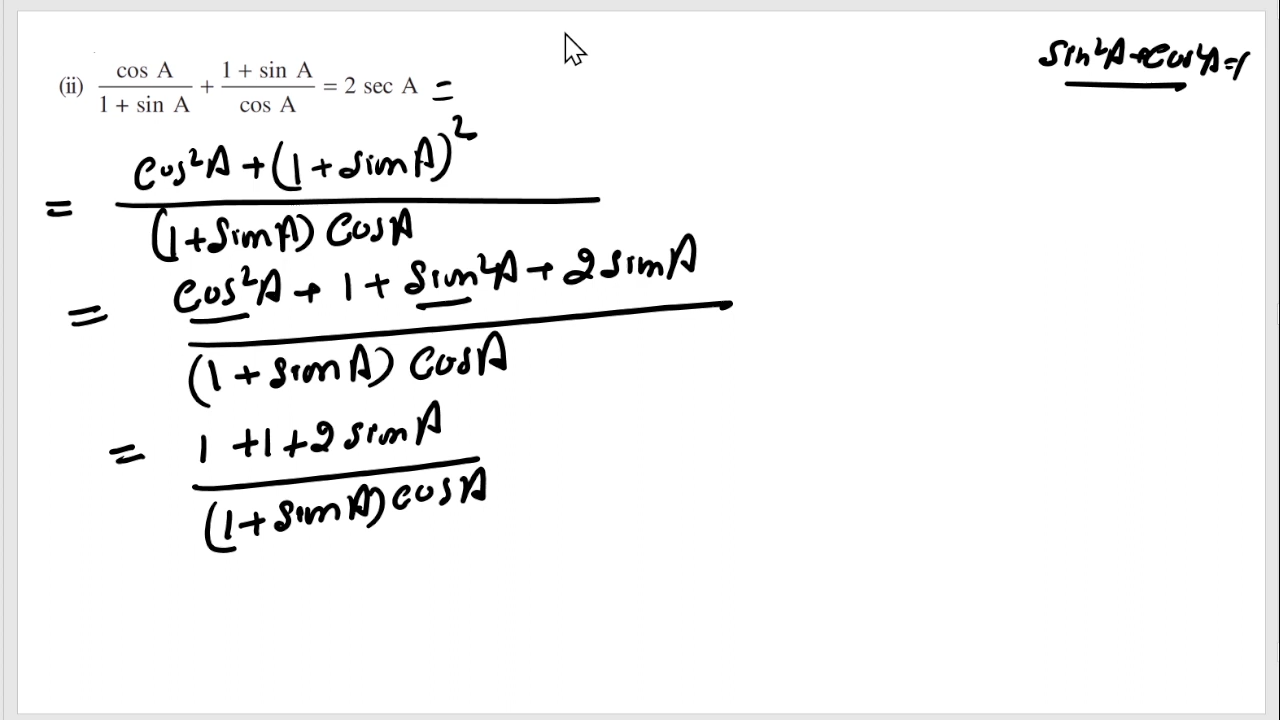 (ii) cos A / (1 + sin A) + (1 + sin A) / cos A = 2 sec A =
sin²A + cos²A = 1
= (cos²A + (1 + sin A)²) / ((1 + sin A) cos A)
= (cos²A + 1 + sin²A + 2 sin A) / ((1 + sin A) cos A)
= (1 + 1 + 2 sin A) / ((1 + sin A) cos A)